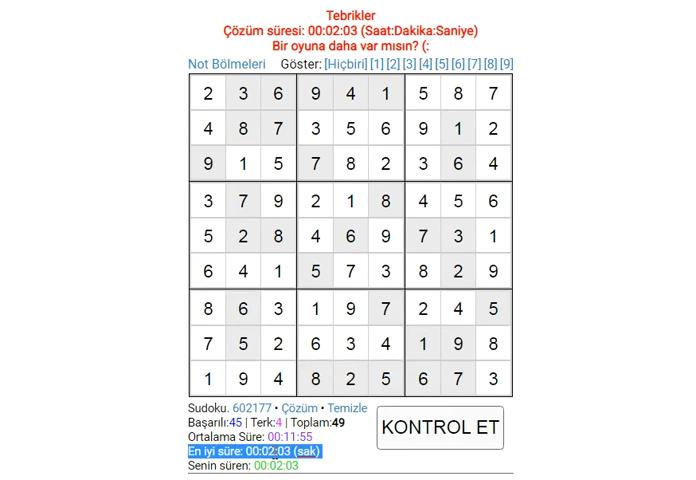 Tebrikler
Çözüm süresi: 00:02:03 (Saat:Dakika:Saniye)
Bir oyuna daha var mısın? (:
Not Bölmeleri Göster: [Hiçbiri] [1] [2] [3] [4] [5] [6] [7] [8] [9]
2 3 6 9 4 1 5 8 7
4 8 7 3 5 6 9 1 2
9 1 5 7 8 2 3 6 4
3 7 9 2 1 8 4 5 6
5 2 8 4 6 9 7 3 1
6 4 1 5 7 3 8 2 9
8 6 3 1 9 7 2 4 5
7 5 2 6 3 4 1 9 8
1 9 4 8 2 5 6 7 3
Sudoku. 602177 • Çözüm • Temizle
Başarılı:45 | Terk:4 | Toplam:49
Ortalama Süre: 00:11:55
En iyi süre: 00:02:03 (sak)
Senin süren: 00:02:03
KONTROL ET